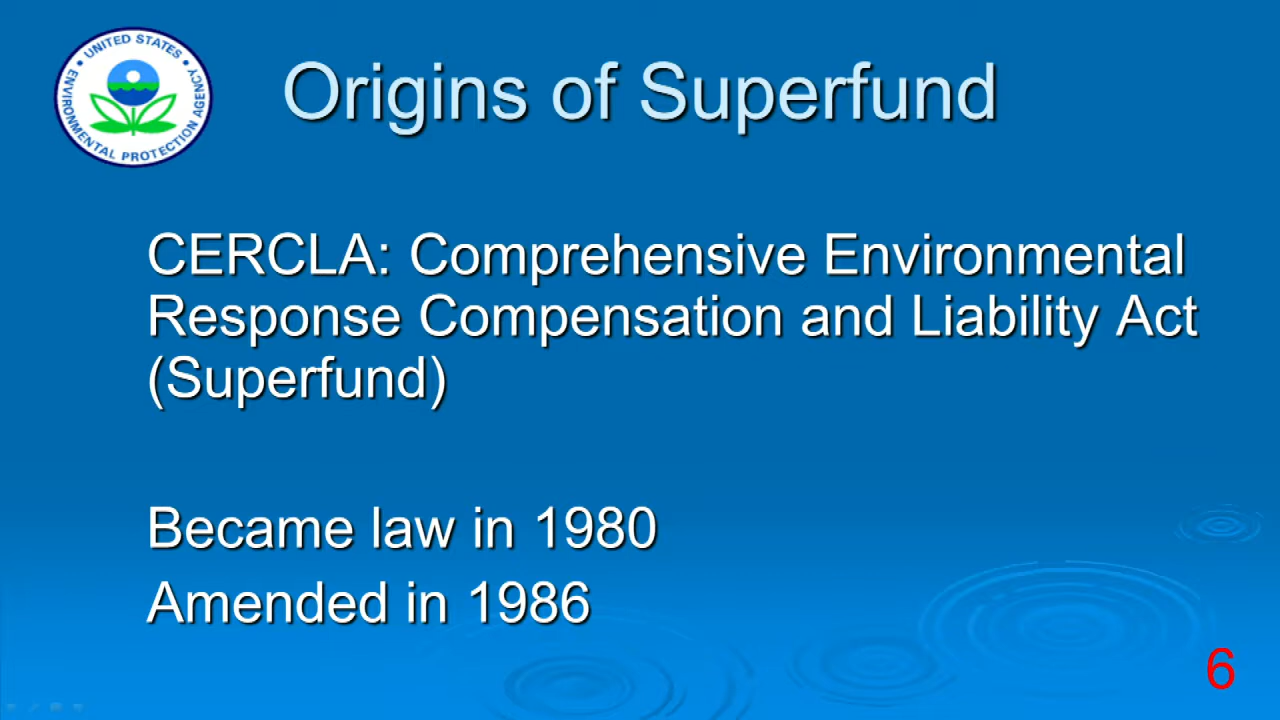 UNITED STATES
ENVIRONMENTAL PROTECTION AGENCY
Origins of Superfund
CERCLA: Comprehensive Environmental
Response Compensation and Liability Act
(Superfund)
Became law in 1980
Amended in 1986
6